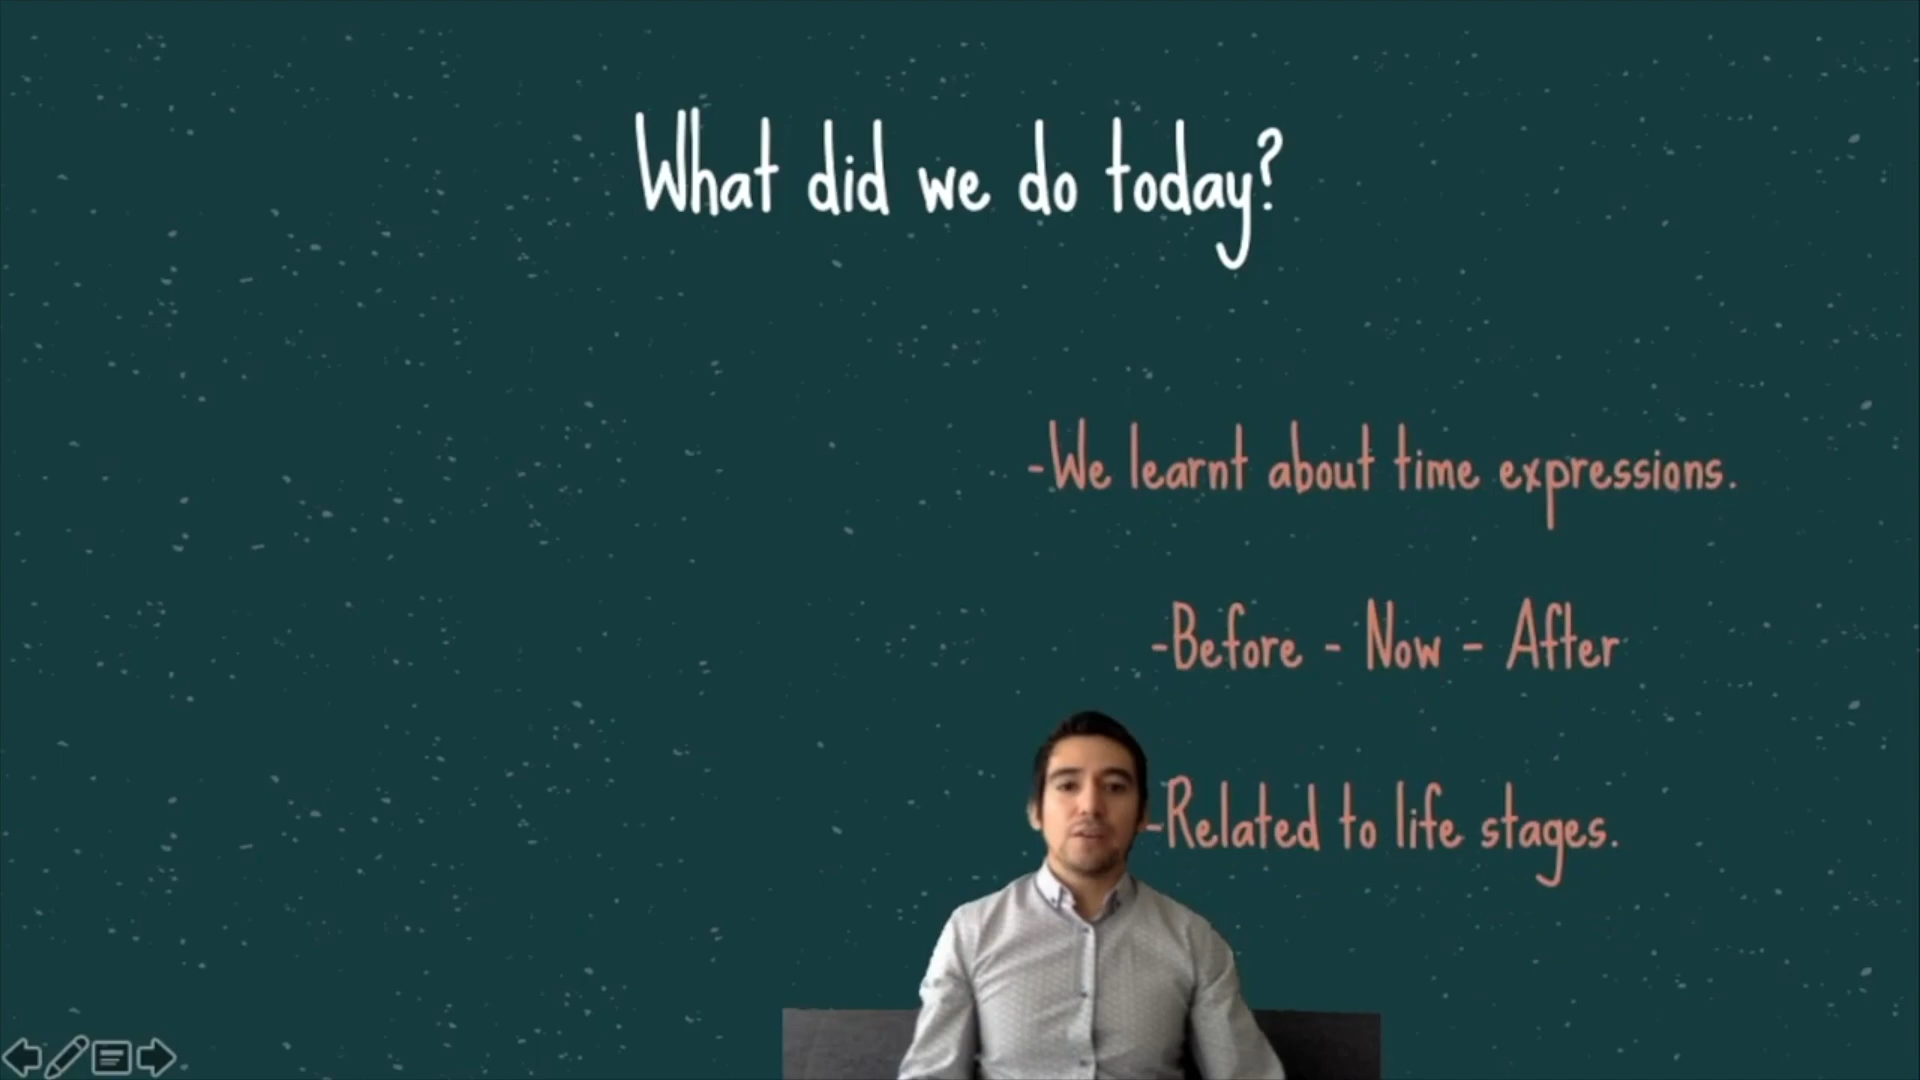 What did we do today?
-We learnt about time expressions.
-Before - Now - After
-Related to life stages.